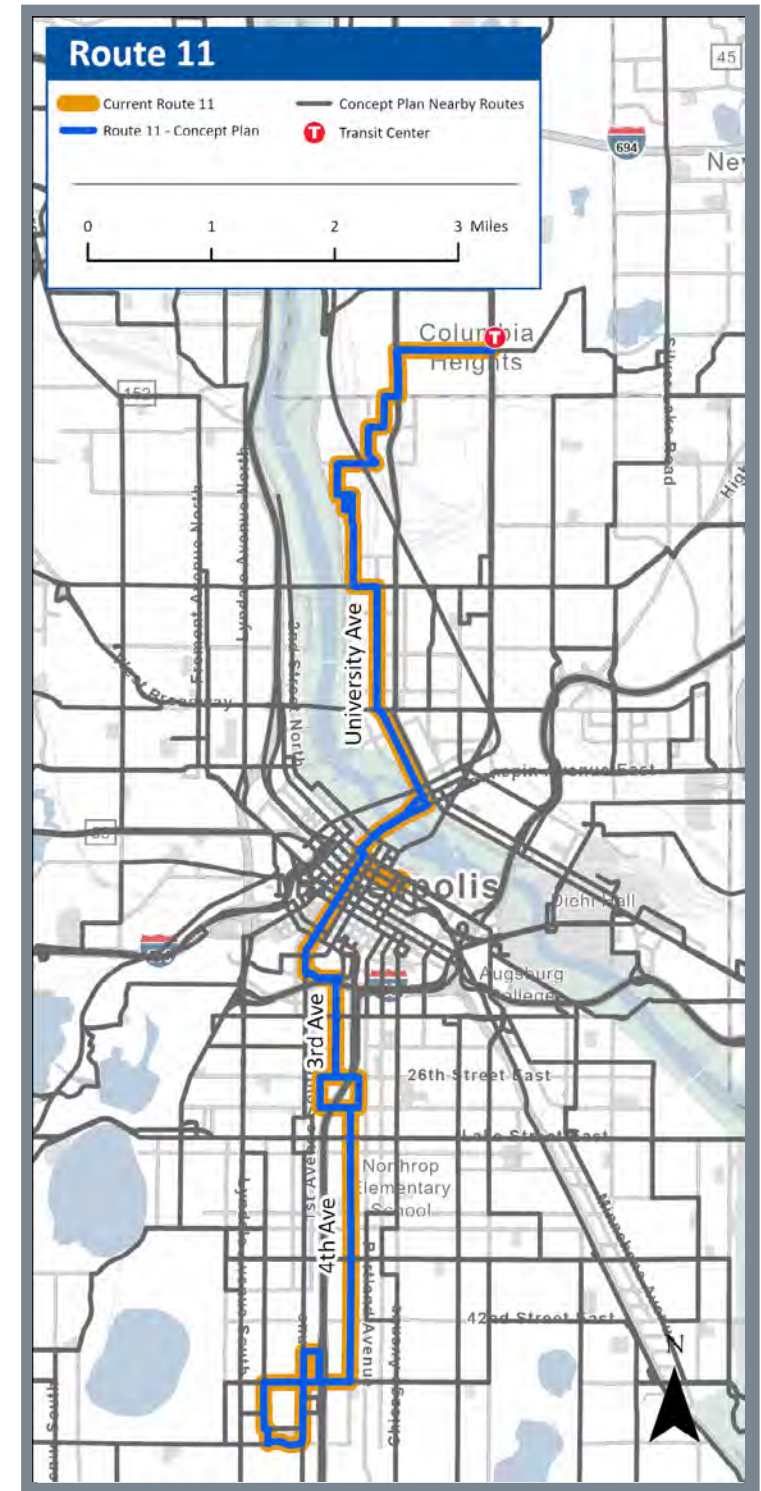 Route 11
Current Route 11
Concept Plan Nearby Routes
Route 11 - Concept Plan
T Transit Center
0 1 2 3 Miles
45
694
Columbia
Heights
T
152
Silver Lake Road
Fremont Avenue North
Lyndale Avenue North
2nd Street North
University Ave
West Broadway
Diehl Hall
Augsburg
College
3rd Ave
26th Street East
Lake Street East
Northrop
Elementary
School
4th Ave
1st Avenue
Lyndale Avenue South
Portland Avenue
Chicago Avenue
42nd Street East
Minnehaha Avenue
N